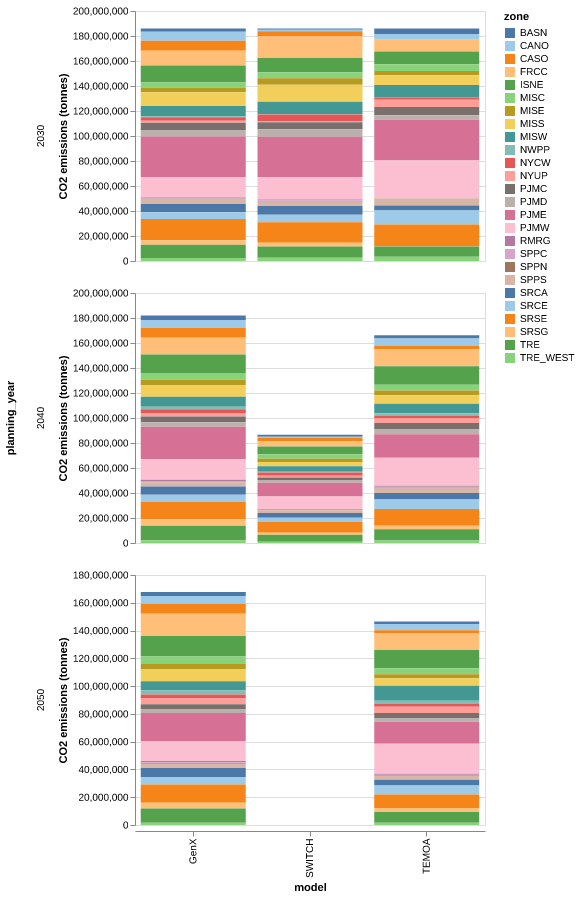 planning_year
2030
CO2 emissions (tonnes)
200,000,000
180,000,000
160,000,000
140,000,000
120,000,000
100,000,000
80,000,000
60,000,000
40,000,000
20,000,000
0
2040
CO2 emissions (tonnes)
200,000,000
180,000,000
160,000,000
140,000,000
120,000,000
100,000,000
80,000,000
60,000,000
40,000,000
20,000,000
0
2050
CO2 emissions (tonnes)
180,000,000
160,000,000
140,000,000
120,000,000
100,000,000
80,000,000
60,000,000
40,000,000
20,000,000
0
GenX
SWITCH
TEMOA
model
zone
BASN
CANO
CASO
FRCC
ISNE
MISC
MISE
MISS
MISW
NWPP
NYCW
NYUP
PJMC
PJMD
PJME
PJMW
RMRG
SPPC
SPPN
SPPS
SRCA
SRCE
SRSE
SRSG
TRE
TRE_WEST